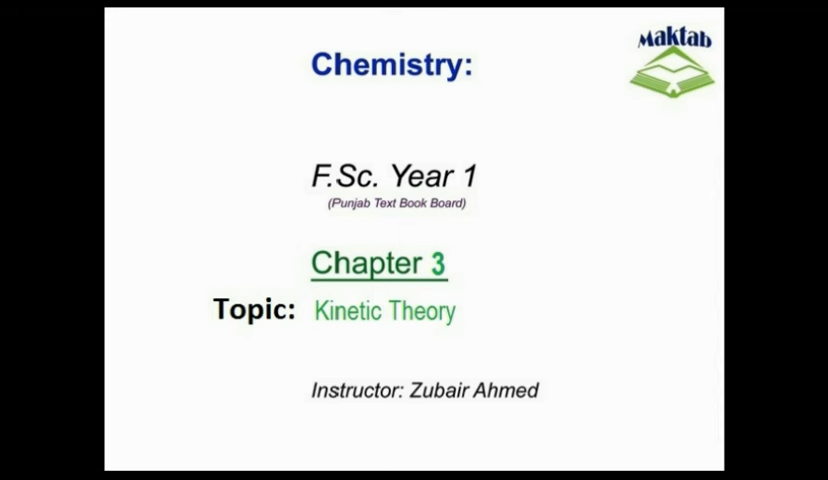 Maktab
Chemistry:
F.Sc. Year 1
(Punjab Text Book Board)
Chapter 3
Topic: Kinetic Theory
Instructor: Zubair Ahmed